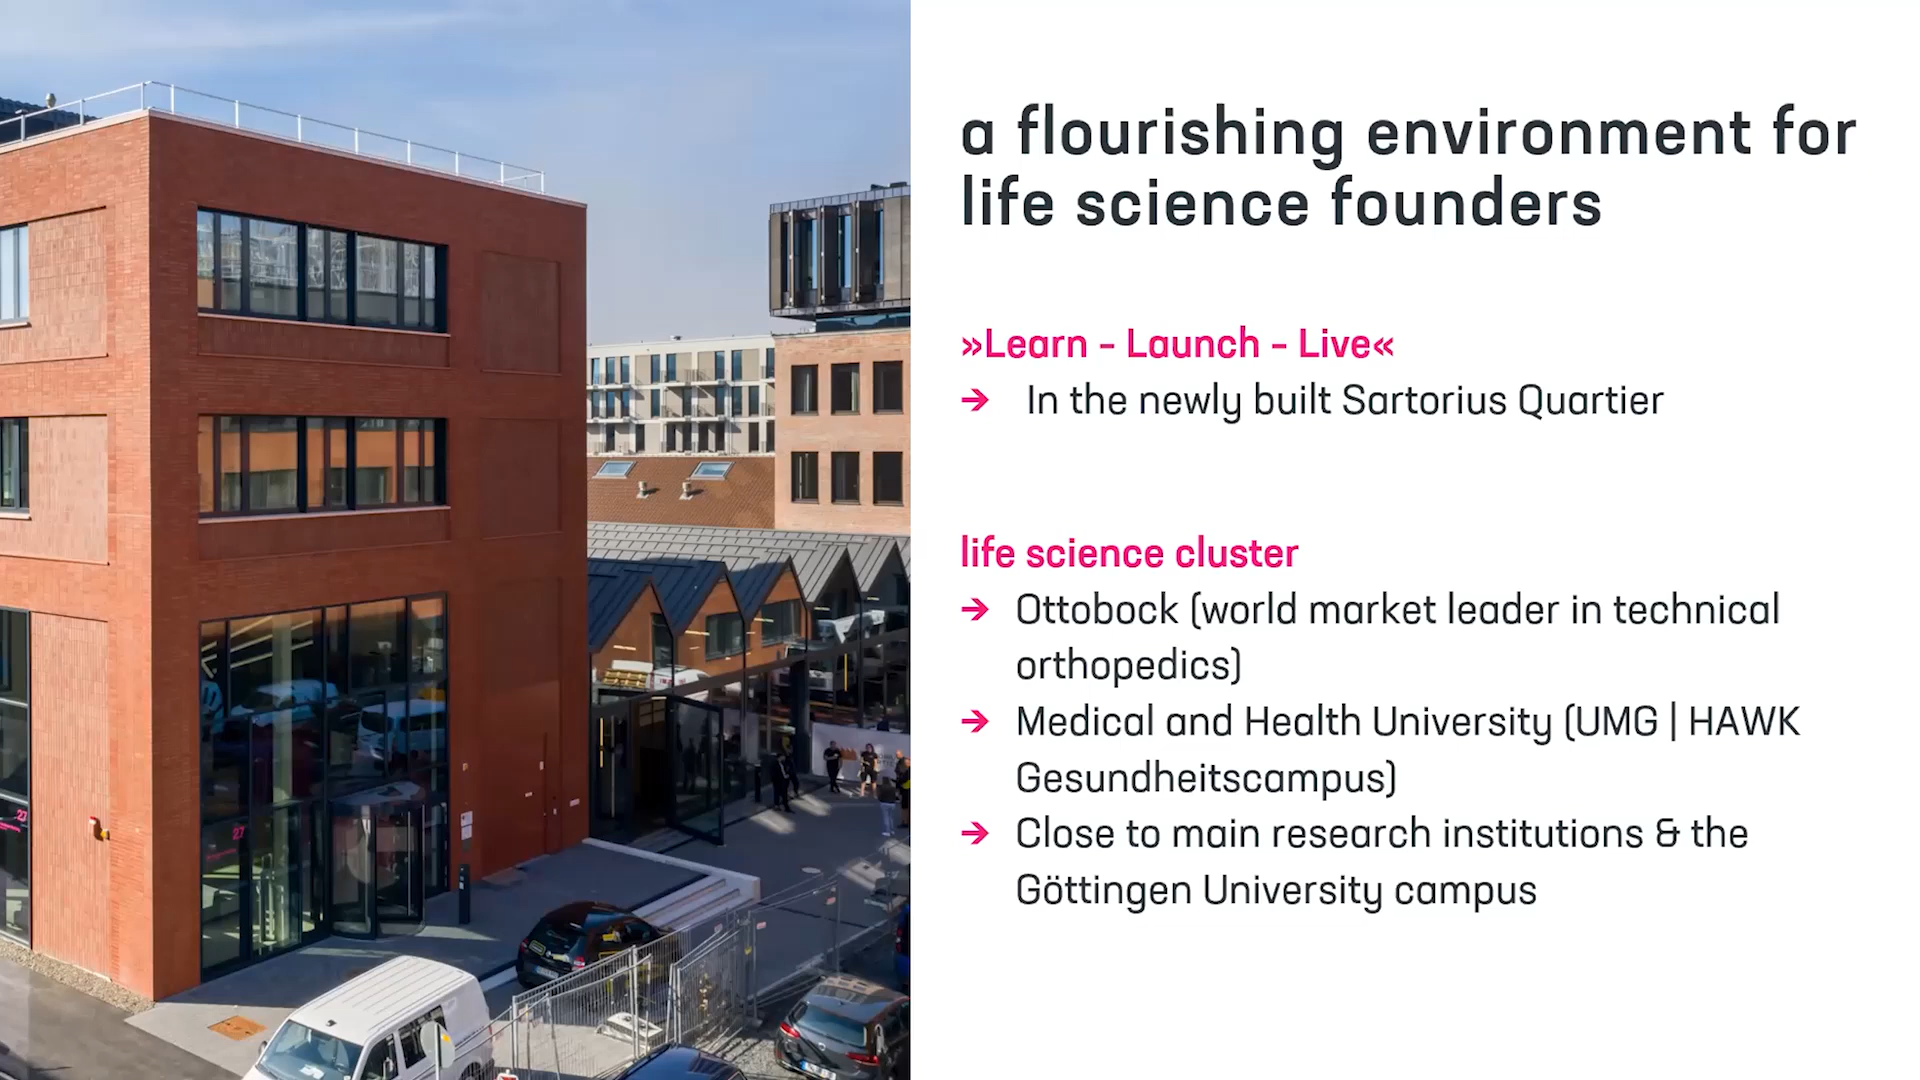 a flourishing environment for
life science founders
»Learn – Launch – Live«
→ In the newly built Sartorius Quartier
life science cluster
→ Ottobock (world market leader in technical
orthopedics)
→ Medical and Health University (UMG | HAWK
Gesundheitscampus)
→ Close to main research institutions & the
Göttingen University campus
27
27